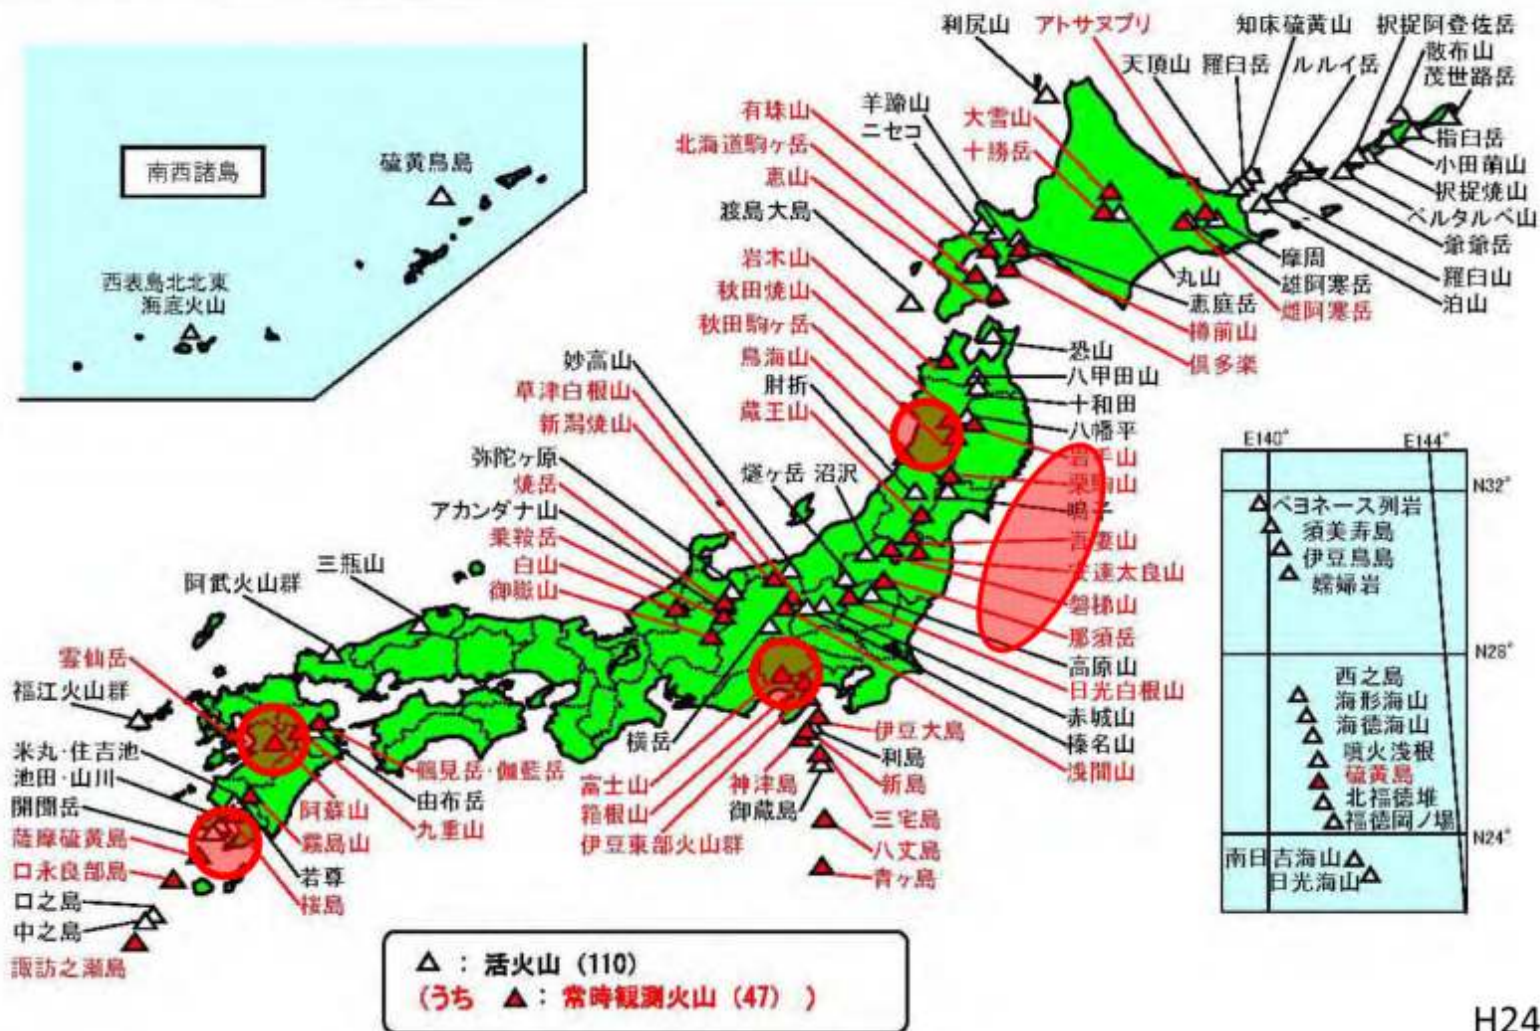 南西諸島
硫黄鳥島
西表島北北東
海底火山
利尻山
アトサヌプリ
知床硫黄山
択捉阿登佐岳
散布山
茂世路岳
天頂山
羅臼岳
ルルイ岳
羊蹄山
ニセコ
大雪山
十勝岳
有珠山
北海道駒ヶ岳
恵山
渡島大島
指臼岳
小田萌山
択捉焼山
ベルタルベ山
爺爺岳
羅臼山
泊山
摩周
雄阿寒岳
雌阿寒岳
丸山
恵庭岳
樽前山
倶多楽
岩木山
秋田焼山
秋田駒ヶ岳
鳥海山
肘折
蔵王山
恐山
八甲田山
十和田
八幡平
岩手山
栗駒山
鳴子
吾妻山
安達太良山
磐梯山
那須岳
高原山
日光白根山
赤城山
榛名山
浅間山
妙高山
草津白根山
新潟焼山
弥陀ヶ原
焼岳
アカンダナ山
乗鞍岳
白山
御嶽山
燧ヶ岳 沼沢
三瓶山
阿武火山群
雲仙岳
福江火山群
米丸・住吉池
池田・山川
開聞岳
薩摩硫黄島
口永良部島
口之島
中之島
諏訪之瀬島
鶴見岳・伽藍岳
由布岳
九重山
阿蘇山
霧島山
若尊
桜島
横岳
富士山
箱根山
伊豆東部火山群
伊豆大島
利島
新島
神津島
御蔵島
三宅島
八丈島
青ヶ島
E140°
E144°
N32°
N28°
N24°
ベヨネース列岩
須美寿島
伊豆鳥島
孀婦岩
西之島
海形海山
海徳海山
噴火浅根
硫黄島
北福徳堆
福徳岡ノ場
南日吉海山
日光海山
△ : 活火山 (110)
(うち ▲ : 常時観測火山 (47) )
H24